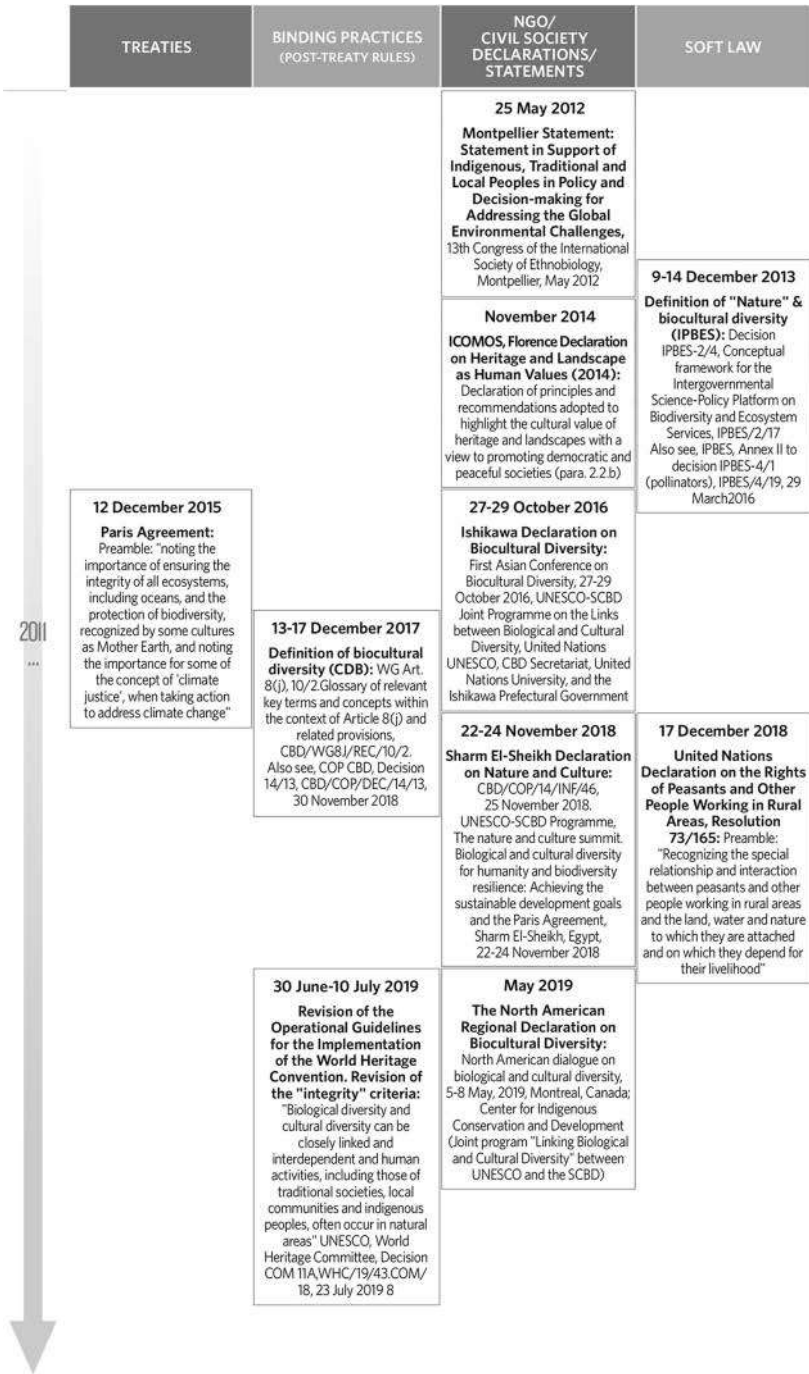 TREATIES
BINDING PRACTICES
(POST-TREATY RULES)
NGO/
CIVIL SOCIETY
DECLARATIONS/
STATEMENTS
SOFT LAW
2011
...
25 May 2012
Montpellier Statement:
Statement in Support of
Indigenous, Traditional and
Local Peoples in Policy and
Decision-making for
Addressing the Global
Environmental Challenges,
13th Congress of the International
Society of Ethnobiology,
Montpellier, May 2012
9-14 December 2013
Definition of "Nature" &
biocultural diversity
(IPBES): Decision
IPBES-2/4, Conceptual
framework for the
Intergovernmental
Science-Policy Platform on
Biodiversity and Ecosystem
Services, IPBES/2/17
Also see, IPBES, Annex II to
decision IPBES-4/1
(pollinators), IPBES/4/19, 29
March2016
November 2014
ICOMOS, Florence Declaration
on Heritage and Landscape
as Human Values (2014):
Declaration of principles and
recommendations adopted to
highlight the cultural value of
heritage and landscapes with a
view to promoting democratic and
peaceful societies (para. 2.2.b)
12 December 2015
Paris Agreement:
Preamble: "noting the
importance of ensuring the
integrity of all ecosystems,
including oceans, and the
protection of biodiversity,
recognized by some cultures
as Mother Earth, and noting
the importance for some of
the concept of 'climate
justice', when taking action
to address climate change"
27-29 October 2016
Ishikawa Declaration on
Biocultural Diversity:
First Asian Conference on
Biocultural Diversity, 27-29
October 2016, UNESCO-SCBD
Joint Programme on the Links
between Biological and Cultural
Diversity, United Nations
UNESCO, CBD Secretariat, United
Nations University, and the
Ishikawa Prefectural Government
13-17 December 2017
Definition of biocultural
diversity (CDB): WG Art.
8(j), 10/2.Glossary of relevant
key terms and concepts within
the context of Article 8(j) and
related provisions,
CBD/WG8J/REC/10/2.
Also see, COP CBD, Decision
14/13, CBD/COP/DEC/14/13,
30 November 2018
22-24 November 2018
Sharm El-Sheikh Declaration
on Nature and Culture:
CBD/COP/14/INF/46,
25 November 2018.
UNESCO-SCBD Programme,
The nature and culture summit.
Biological and cultural diversity
for humanity and biodiversity
resilience: Achieving the
sustainable development goals
and the Paris Agreement,
Sharm El-Sheikh, Egypt,
22-24 November 2018
17 December 2018
United Nations
Declaration on the Rights
of Peasants and Other
People Working in Rural
Areas, Resolution
73/165: Preamble:
"Recognizing the special
relationship and interaction
between peasants and other
people working in rural areas
and the land, water and nature
to which they are attached
and on which they depend for
their livelihood"
30 June-10 July 2019
Revision of the
Operational Guidelines
for the Implementation
of the World Heritage
Convention. Revision of
the "integrity" criteria:
"Biological diversity and
cultural diversity can be
closely linked and
interdependent and human
activities, including those of
traditional societies, local
communities and indigenous
peoples, often occur in natural
areas" UNESCO, World
Heritage Committee, Decision
COM 11A,WHC/19/43.COM/
18, 23 July 2019 8
May 2019
The North American
Regional Declaration on
Biocultural Diversity:
North American dialogue on
biological and cultural diversity,
5-8 May, 2019, Montreal, Canada;
Center for Indigenous
Conservation and Development
(Joint program "Linking Biological
and Cultural Diversity" between
UNESCO and the SCBD)